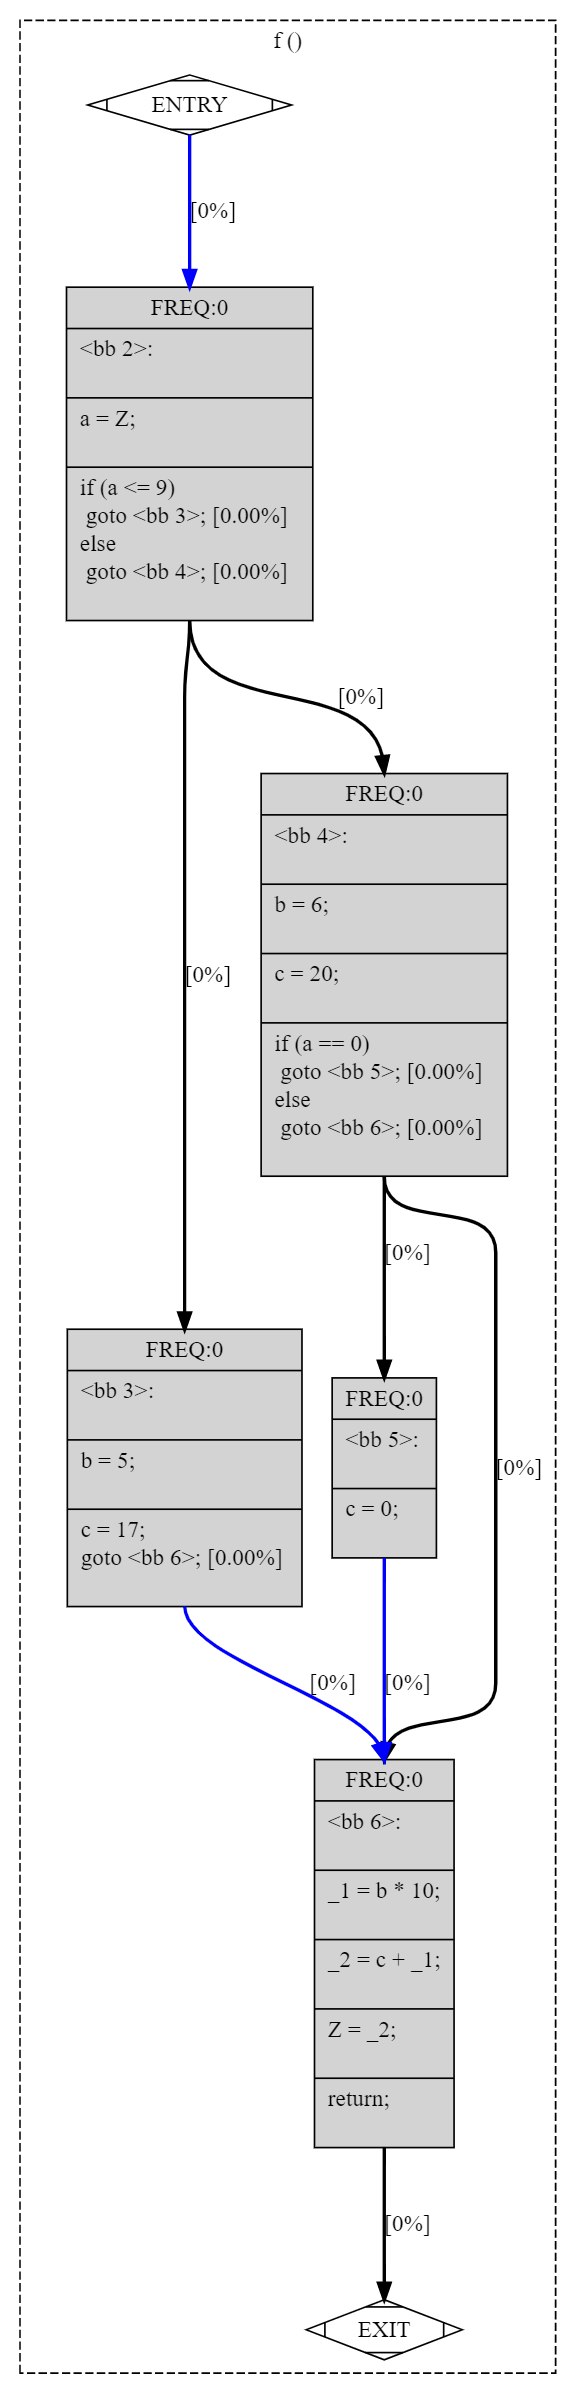 f ()
ENTRY
[0%]
FREQ:0
<bb 2>:
a = Z;
if (a <= 9)
goto <bb 3>; [0.00%]
else
goto <bb 4>; [0.00%]
[0%]
FREQ:0
<bb 4>:
b = 6;
c = 20;
[0%]
if (a == 0)
goto <bb 5>; [0.00%]
else
goto <bb 6>; [0.00%]
[0%]
FREQ:0
<bb 3>:
b = 5;
c = 17;
goto <bb 6>; [0.00%]
FREQ:0
<bb 5>:
c = 0;
[0%]
[0%]
[0%]
FREQ:0
<bb 6>:
_1 = b * 10;
_2 = c + _1;
Z = _2;
return;
[0%]
EXIT